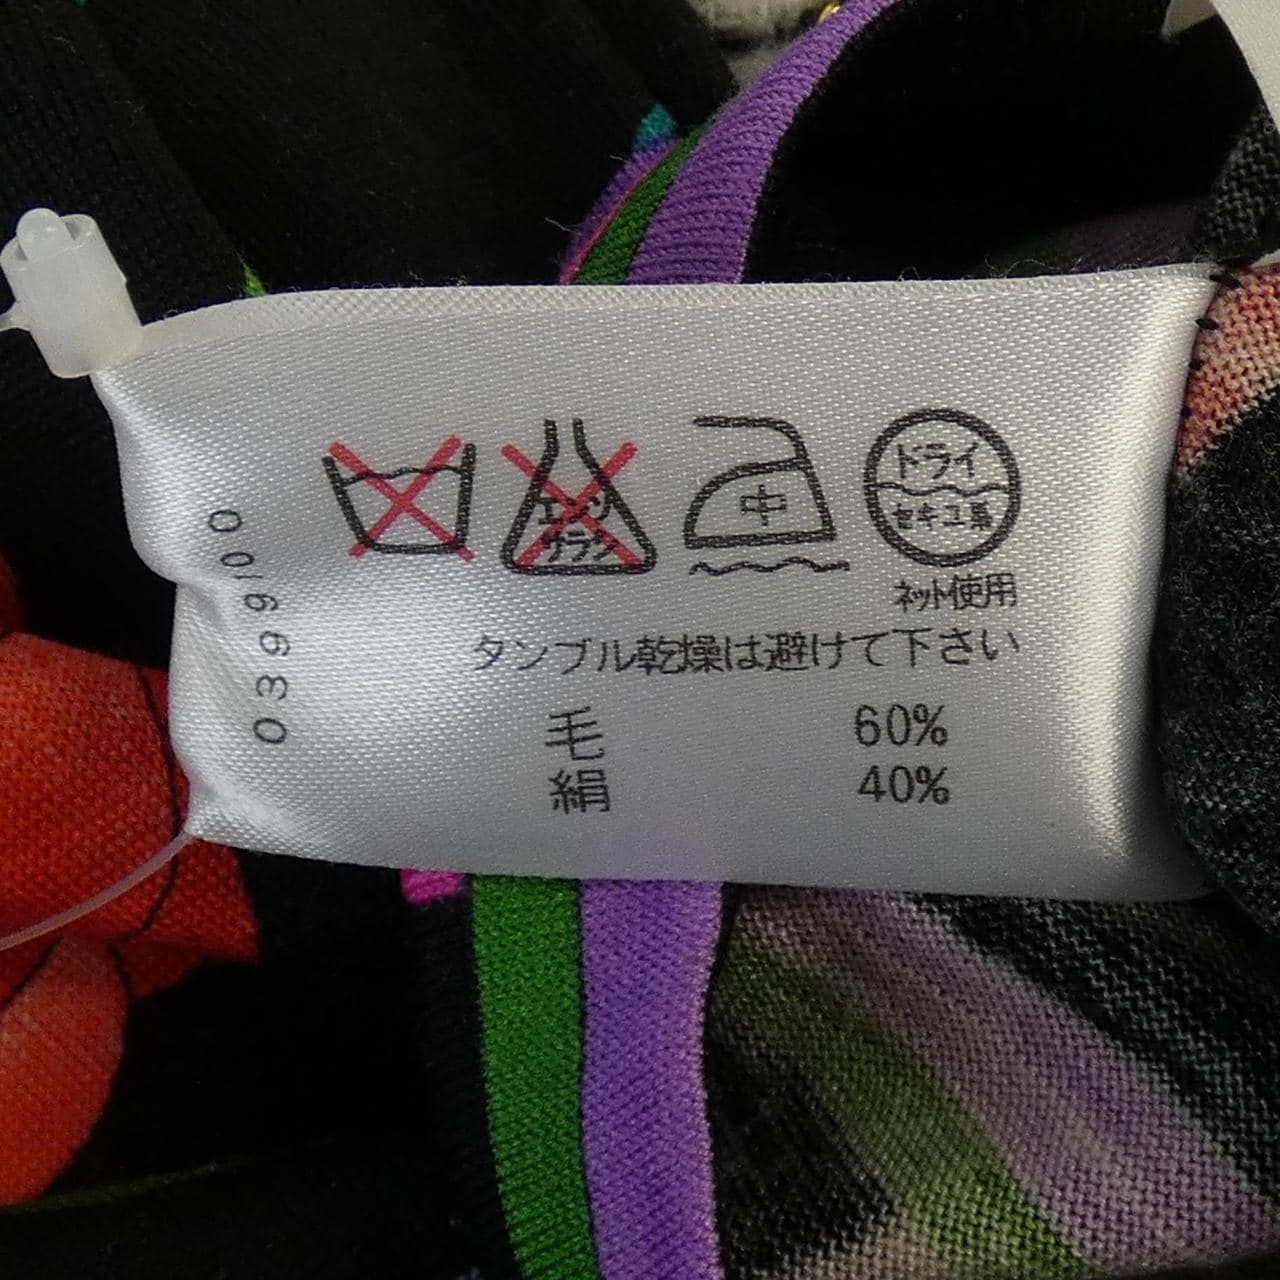 エンソ
サラシ
中
ドライ
セキユ系
ネット使用
タンブル乾燥は避けて下さい
毛 60%
絹 40%
0399100